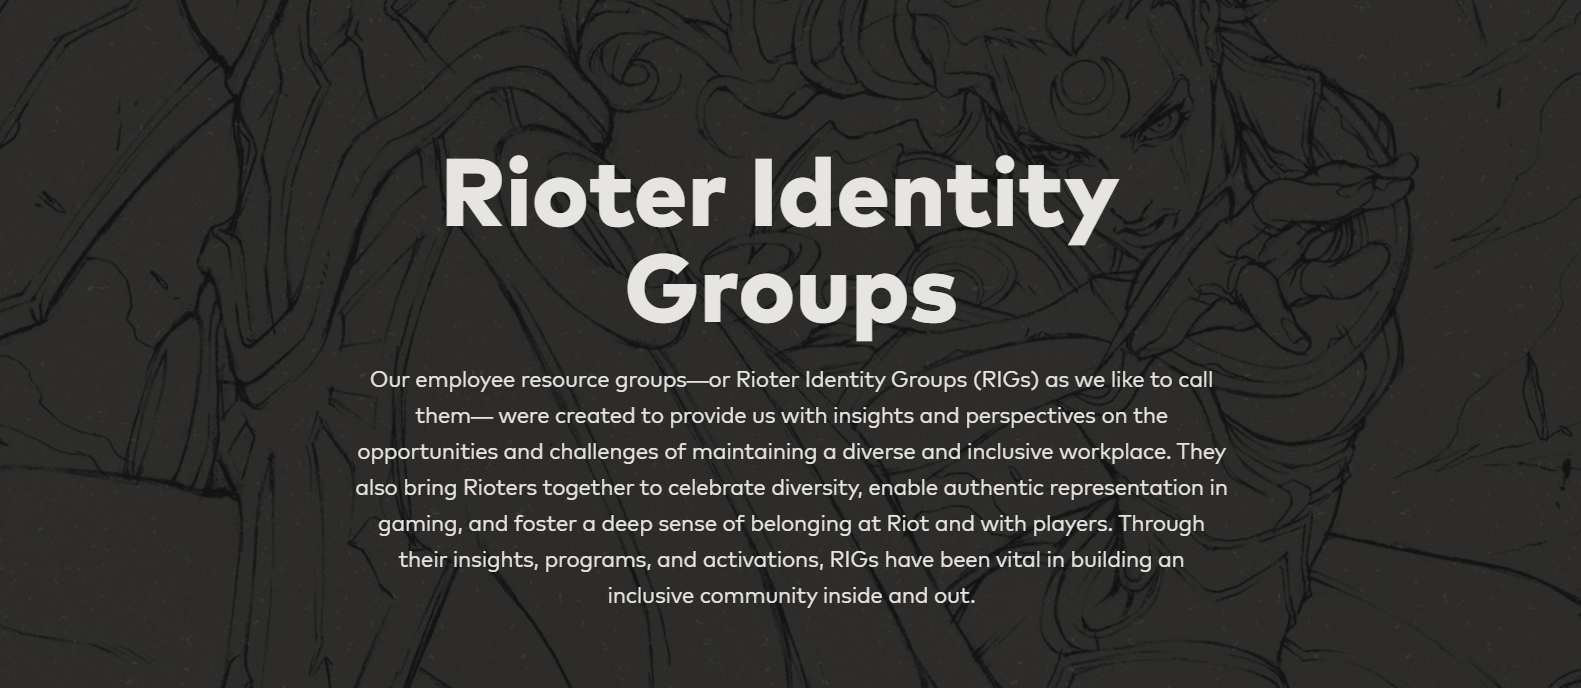 Rioter Identity
Groups
Our employee resource groups—or Rioter Identity Groups (RIGs) as we like to call
them— were created to provide us with insights and perspectives on the
opportunities and challenges of maintaining a diverse and inclusive workplace. They
also bring Rioters together to celebrate diversity, enable authentic representation in
gaming, and foster a deep sense of belonging at Riot and with players. Through
their insights, programs, and activations, RIGs have been vital in building an
inclusive community inside and out.